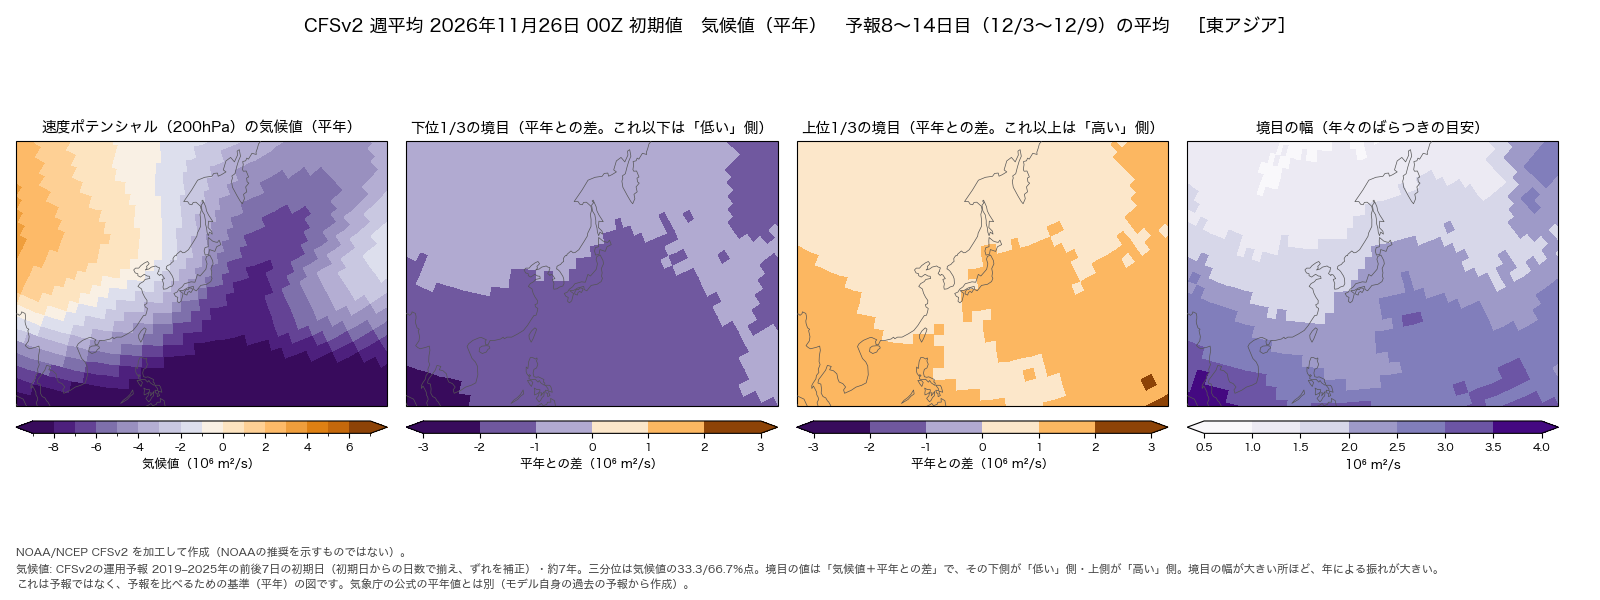 CFSv2 週平均 2026年11月26日 00Z 初期値　気候値（平年）　予報8～14日目（12/3～12/9）の平均　［東アジア］
速度ポテンシャル（200hPa）の気候値（平年）
下位1/3の境目（平年との差。これ以下は「低い」側）
上位1/3の境目（平年との差。これ以上は「高い」側）
境目の幅（年々のばらつきの目安）
-8 -6 -4 -2 0 2 4 6
-3 -2 -1 0 1 2 3
-3 -2 -1 0 1 2 3
0.5 1.0 1.5 2.0 2.5 3.0 3.5 4.0
気候値（10⁶ m²/s）
平年との差（10⁶ m²/s）
平年との差（10⁶ m²/s）
10⁶ m²/s
NOAA/NCEP CFSv2 を加工して作成（NOAAの推奨を示すものではない）。
気候値: CFSv2の運用予報 2019–2025年の前後7日の初期日（初期日からの日数で揃え、ずれを補正）・約7年。三分位は気候値の33.3/66.7%点。境目の値は「気候値＋平年との差」で、その下側が「低い」側・上側が「高い」側。境目の幅が大きい所ほど、年による振れが大きい。
これは予報ではなく、予報を比べるための基準（平年）の図です。気象庁の公式の平年値とは別（モデル自身の過去の予報から作成）。